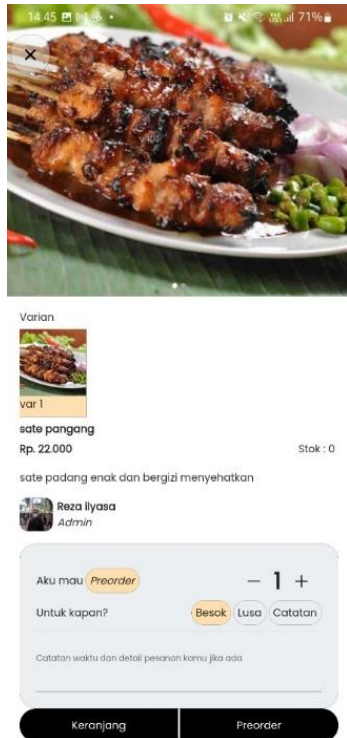 14.45
71%
Varian
var 1
sate pangang
Rp. 22.000 Stok : 0
sate padang enak dan bergizi menyehatkan
Reza ilyasa
Admin
Aku mau Preorder − 1 +
Untuk kapan? Besok Lusa Catatan
Catatan waktu dan detail pesanan kamu jika ada
Keranjang Preorder